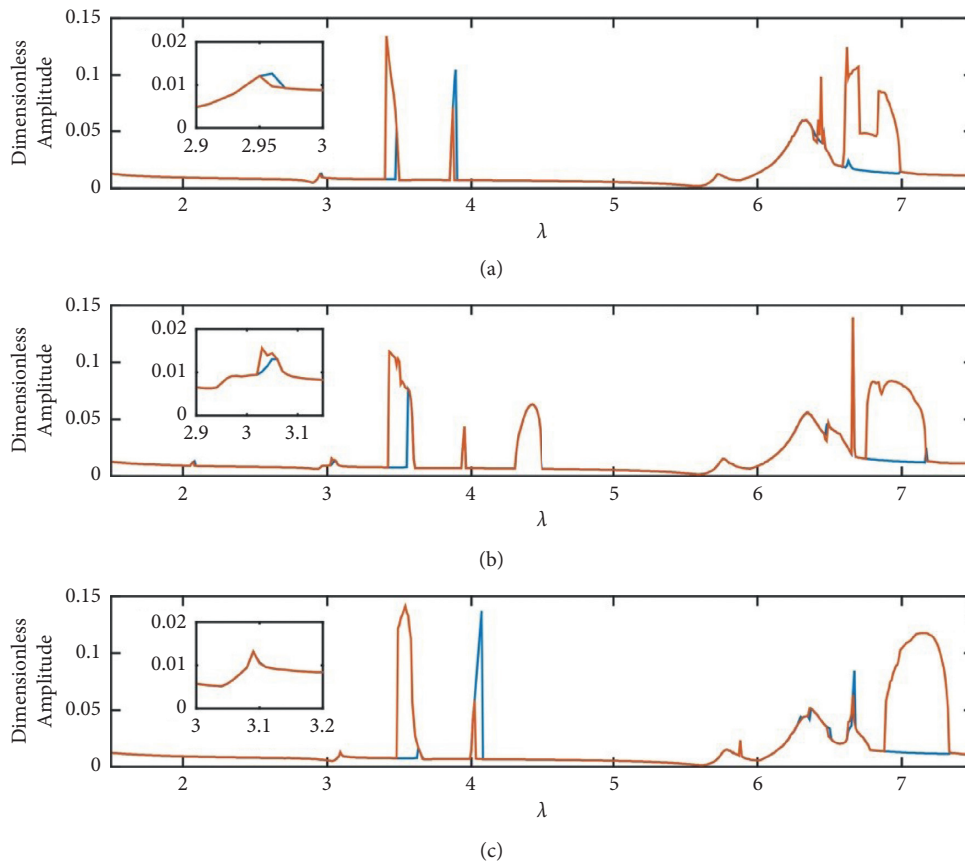 0.15
0.1
0.05
0
Dimensionless
Amplitude
0.02
0.01
0
2.9 2.95 3
2 3 4 5 6 7
λ
(a)
0.15
0.1
0.05
0
Dimensionless
Amplitude
0.02
0.01
0
2.9 3 3.1
2 3 4 5 6 7
λ
(b)
0.15
0.1
0.05
0
Dimensionless
Amplitude
0.02
0.01
0
3 3.1 3.2
2 3 4 5 6 7
λ
(c)